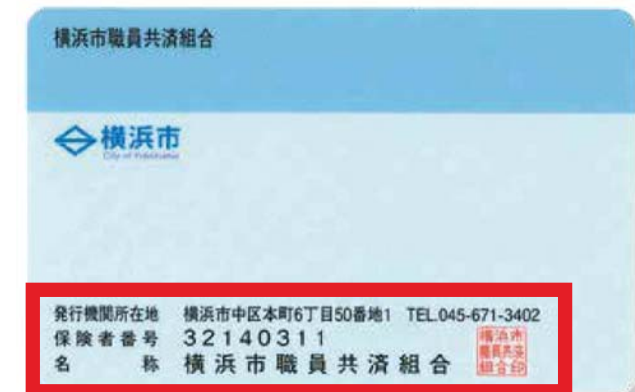 横浜市職員共済組合
横浜市
City of Yokohama
発行機関所在地 横浜市中区本町6丁目50番地1 TEL.045-671-3402
保険者番号 32140311
名称 横浜市職員共済組合
横浜市
職員共済
組合印